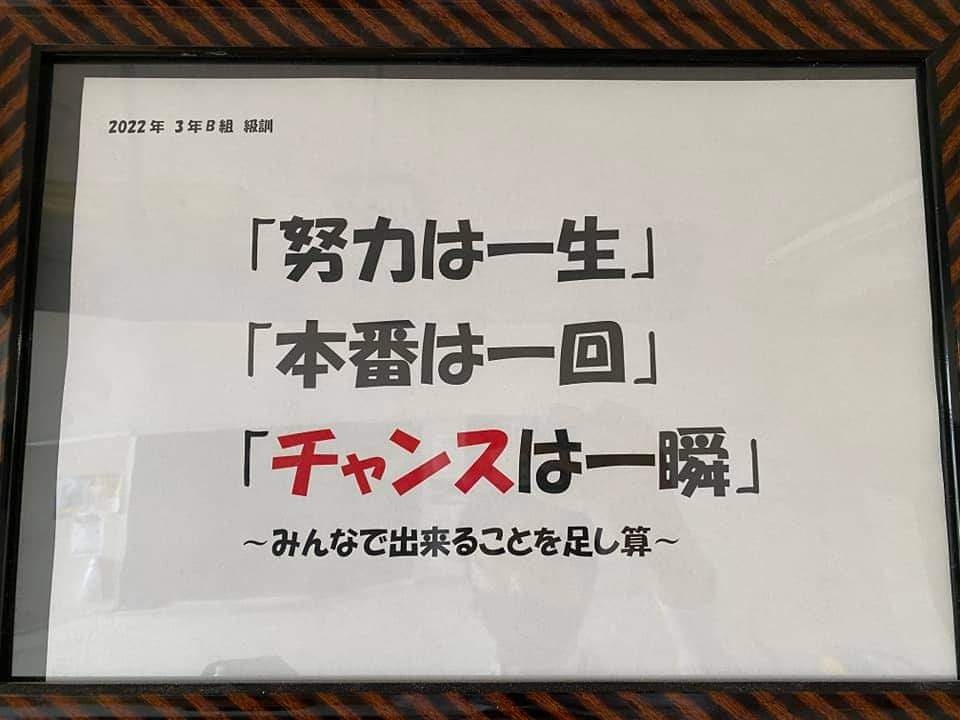 2022年 3年B組 級訓
「努力は一生」
「本番は一回」
「チャンスは一瞬」
～みんなで出来ることを足し算～